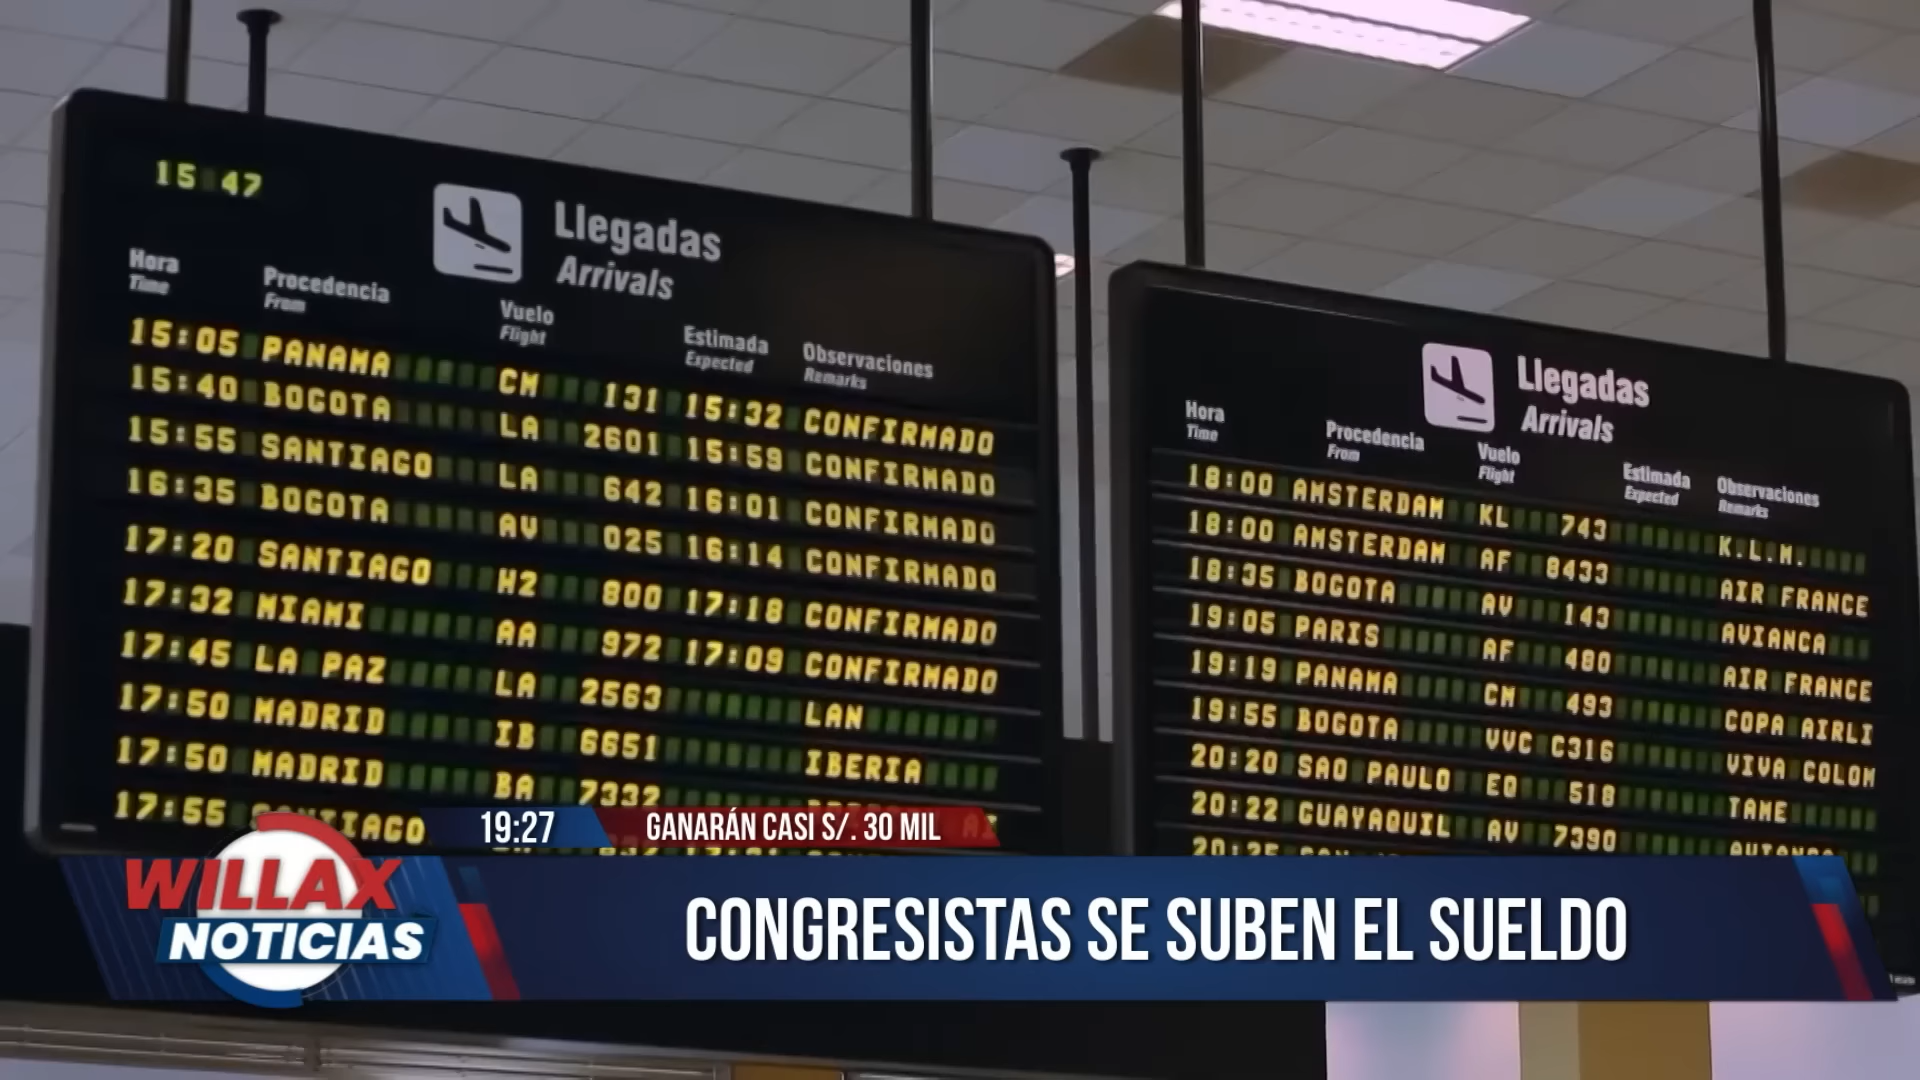 15:47
Llegadas
Arrivals
Hora Procedencia Vuelo Estimada Observaciones
Time From Flight Expected Remarks
15:05 PANAMA CM 131 15:32 CONFIRMADO
15:40 BOGOTA LA 2601 15:59 CONFIRMADO
15:55 SANTIAGO LA 642 16:01 CONFIRMADO
16:35 BOGOTA AV 025 16:14 CONFIRMADO
17:20 SANTIAGO H2 800 17:18 CONFIRMADO
17:32 MIAMI AA 972 17:09 CONFIRMADO
17:45 LA PAZ LA 2563 LAN
17:50 MADRID IB 6651 IBERIA
17:50 MADRID BA 7332
17:55 SANTIAGO
Llegadas
Arrivals
Hora Procedencia Vuelo Estimada Observaciones
Time From Flight Expected Remarks
18:00 AMSTERDAM KL 743 K.L.M.
18:00 AMSTERDAM AF 8433 AIR FRANCE
18:35 BOGOTA AV 143 AVIANCA
19:05 PARIS AF 480 AIR FRANCE
19:19 PANAMA CM 493 COPA AIRLI
19:55 BOGOTA VVC C316 VIVA COLOM
20:20 SAO PAULO EQ 518 TAME
20:22 GUAYAQUIL AV 7390 AVIANCA
20:25
19:27 GANARÁN CASI S/. 30 MIL
WILLAX
NOTICIAS
CONGRESISTAS SE SUBEN EL SUELDO